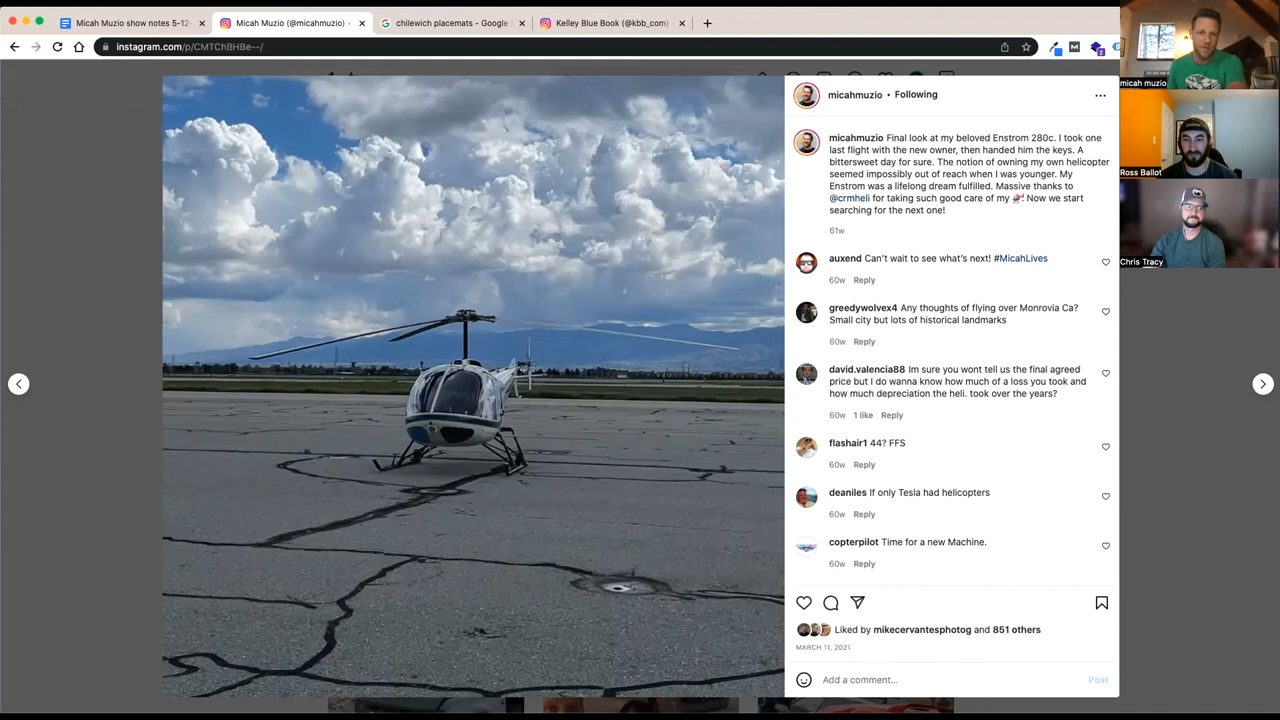 Micah Muzio show notes 5-12-
Micah Muzio (@micahmuzio) •
chilewich placemats - Google
Kelley Blue Book (@kbb_com)
instagram.com/p/CMTChBHBe--/
micah muzio
Ross Ballot
Chris Tracy
micahmuzio • Following
micahmuzio Final look at my beloved Enstrom 280c. I took one
last flight with the new owner, then handed him the keys. A
bittersweet day for sure. The notion of owning my own helicopter
seemed impossibly out of reach when I was younger. My
Enstrom was a lifelong dream fulfilled. Massive thanks to
@crmheli for taking such good care of my 🚁! Now we start
searching for the next one!
61w
auxend Can't wait to see what's next! #MicahLives
60w Reply
greedywolvex4 Any thoughts of flying over Monrovia Ca?
Small city but lots of historical landmarks
60w Reply
david.valencia88 Im sure you wont tell us the final agreed
price but I do wanna know how much of a loss you took and
how much depreciation the heli. took over the years?
60w 1 like Reply
flashair1 44? FFS
60w Reply
deaniles If only Tesla had helicopters
60w Reply
copterpilot Time for a new Machine.
60w Reply
Liked by mikecervantesphotog and 851 others
MARCH 11, 2021
Add a comment...
Post